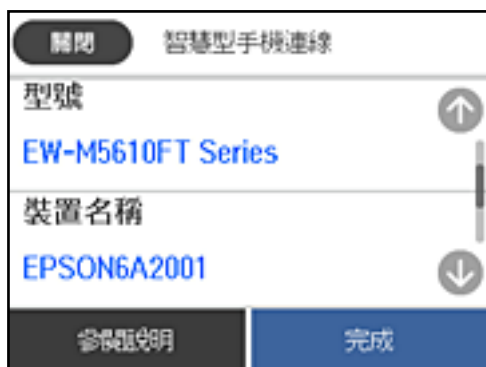 關閉 智慧型手機連線
型號
EW-M5610FT Series
裝置名稱
EPSON6A2001
參閱說明 完成